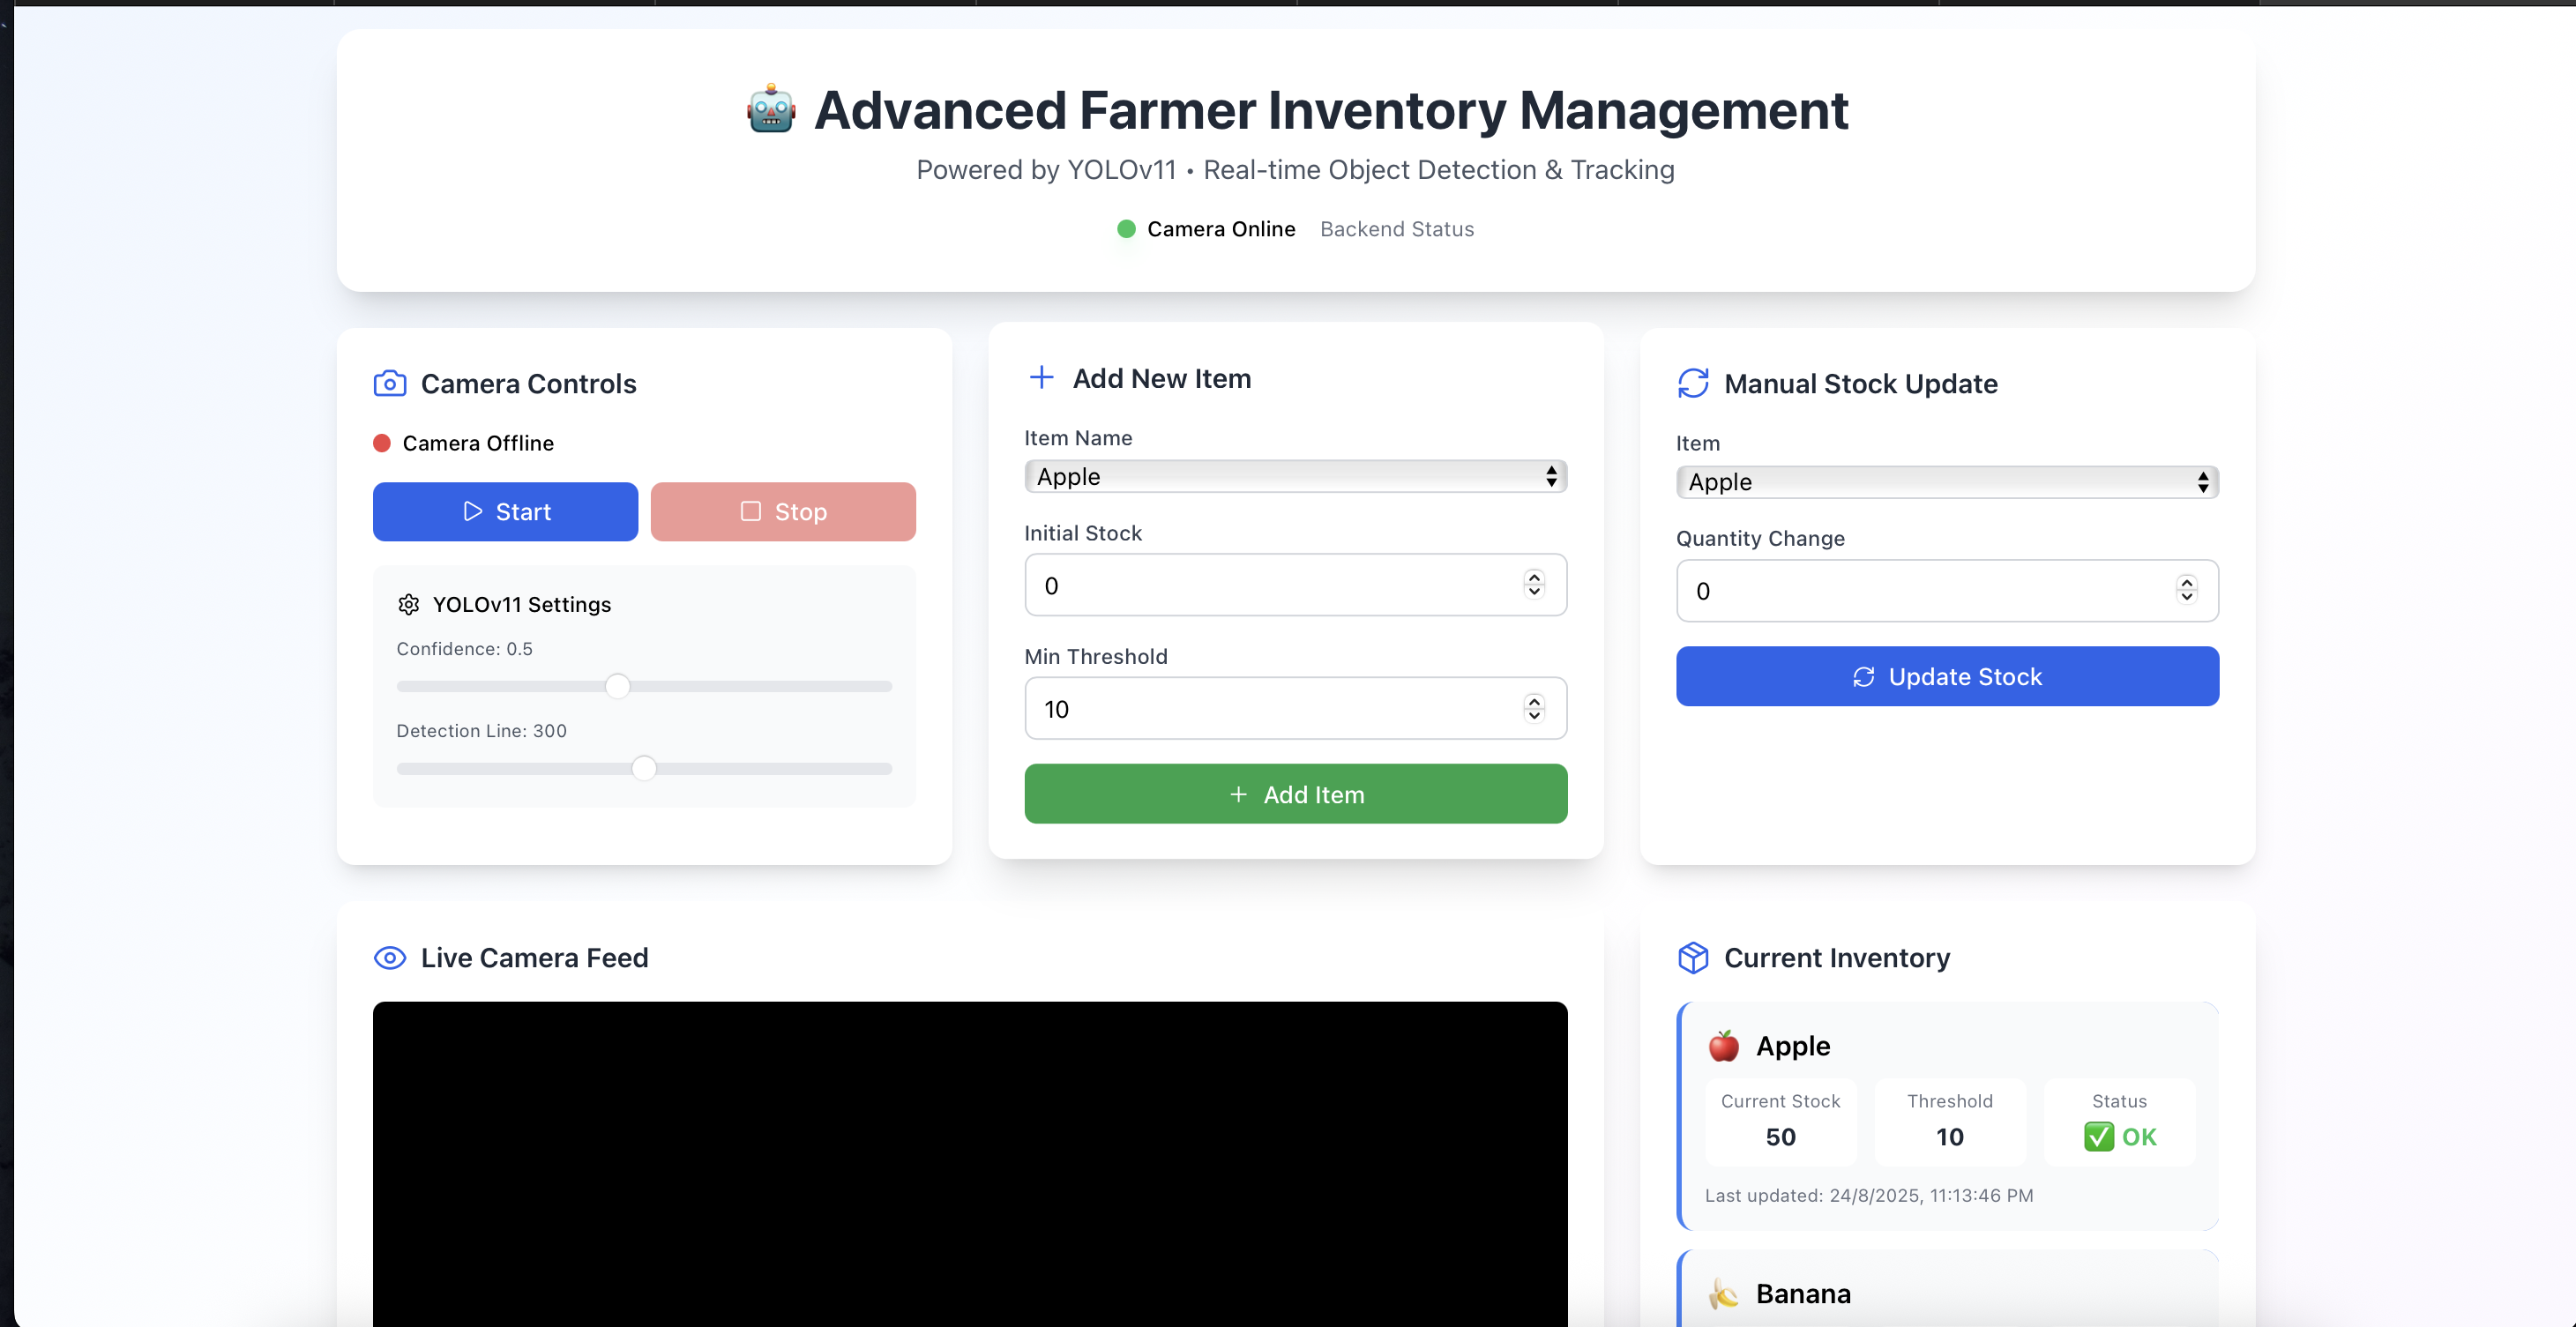 Advanced Farmer Inventory Management
Powered by YOLOv11 • Real-time Object Detection & Tracking
Camera Online Backend Status
Camera Controls
Camera Offline
Start Stop
YOLOv11 Settings
Confidence: 0.5
Detection Line: 300
Add New Item
Item Name
Apple
Initial Stock
0
Min Threshold
10
+ Add Item
Manual Stock Update
Item
Apple
Quantity Change
0
Update Stock
Live Camera Feed
Current Inventory
Apple
Current Stock Threshold Status
50 10 ✅ OK
Last updated: 24/8/2025, 11:13:46 PM
Banana